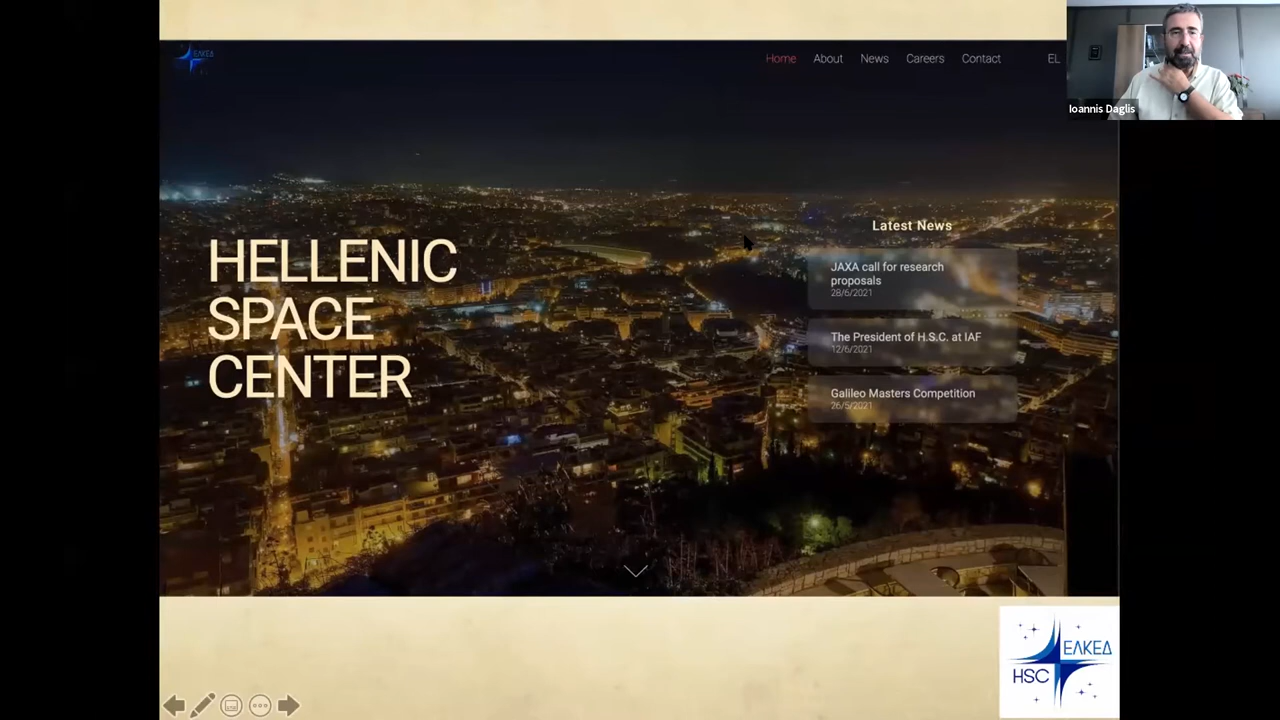 ΕΛΚΕΔ
Home About News Careers Contact EL
Ioannis Daglis
HELLENIC
SPACE
CENTER
Latest News
JAXA call for research
proposals
28/6/2021
The President of H.S.C. at IAF
12/6/2021
Galileo Masters Competition
26/5/2021
ΕΛΚΕΔ
HSC